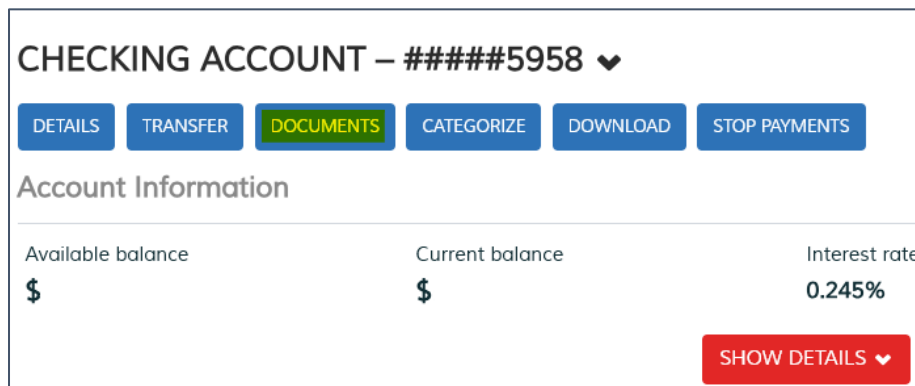 CHECKING ACCOUNT – #####5958
DETAILS TRANSFER DOCUMENTS CATEGORIZE DOWNLOAD STOP PAYMENTS
Account Information
Available balance Current balance Interest rate
$ $ 0.245%
SHOW DETAILS